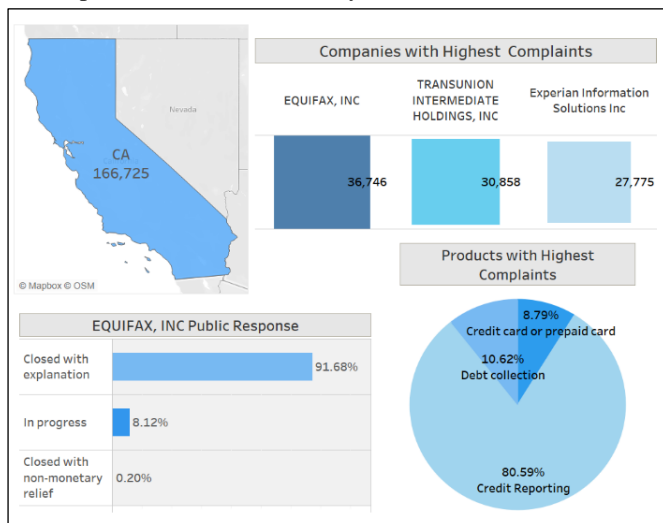 Nevada
CA
166,725
© Mapbox © OSM
Companies with Highest Complaints
EQUIFAX, INC
TRANSUNION
INTERMEDIATE
HOLDINGS, INC
Experian Information
Solutions Inc
36,746
30,858
27,775
Products with Highest
Complaints
8.79%
Credit card or prepaid card
10.62%
Debt collection
80.59%
Credit Reporting
EQUIFAX, INC Public Response
Closed with
explanation
91.68%
In progress
8.12%
Closed with
non-monetary
relief
0.20%